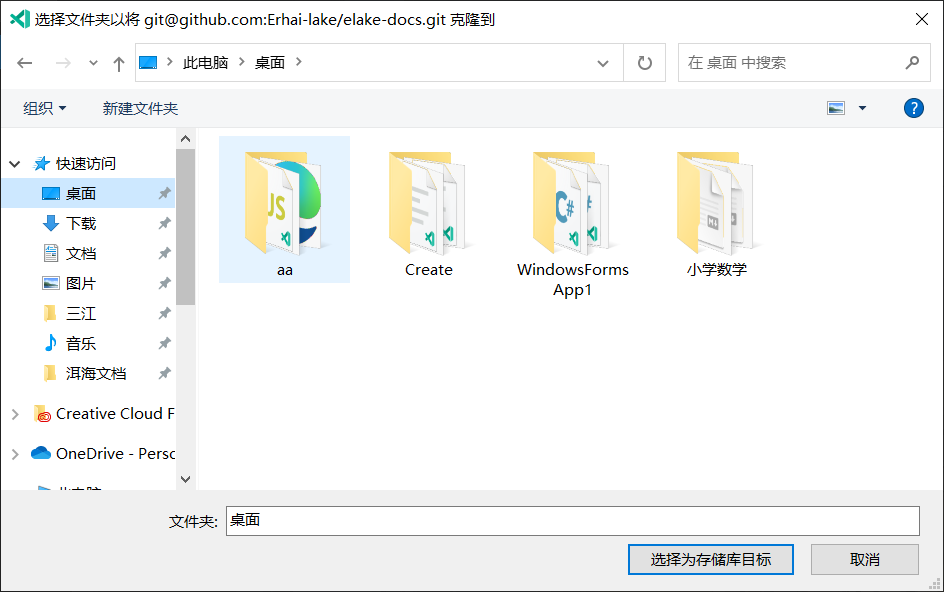 选择文件夹以将 git@github.com:Erhai-lake/elake-docs.git 克隆到
此电脑
桌面
在 桌面 中搜索
组织
新建文件夹
快速访问
桌面
下载
文档
图片
三江
音乐
洱海文档
Creative Cloud F
OneDrive - Perso
此电脑
JS
aa
Create
C#
WindowsForms
App1
小学数学
文件夹:
桌面
选择为存储库目标
取消